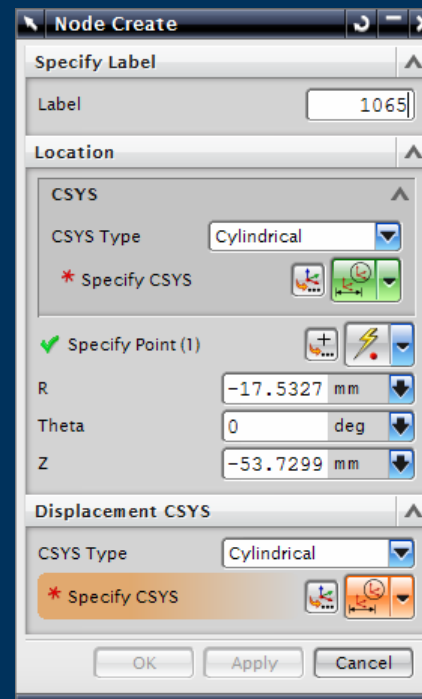 Node Create
Specify Label
Label 1065
Location
CSYS
CSYS Type Cylindrical
* Specify CSYS
Specify Point (1)
R -17.5327 mm
Theta 0 deg
Z -53.7299 mm
Displacement CSYS
CSYS Type Cylindrical
* Specify CSYS
OK Apply Cancel